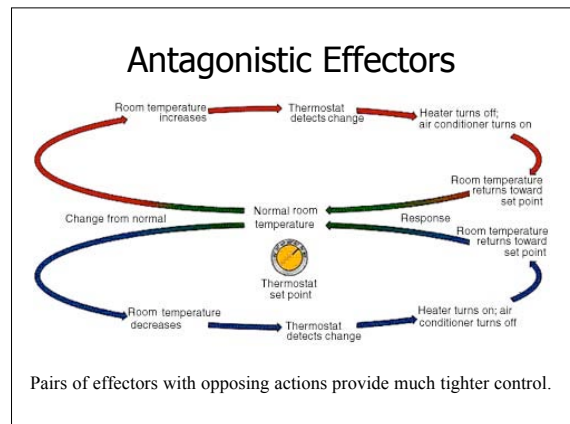 Antagonistic Effectors
Room temperature
increases
Thermostat
detects change
Heater turns off;
air conditioner turns on
Room temperature
returns toward
set point
Change from normal
Normal room
temperature
Response
Room temperature
returns toward
set point
Thermostat
set point
Room temperature
decreases
Thermostat
detects change
Heater turns on; air
conditioner turns off
Pairs of effectors with opposing actions provide much tighter control.